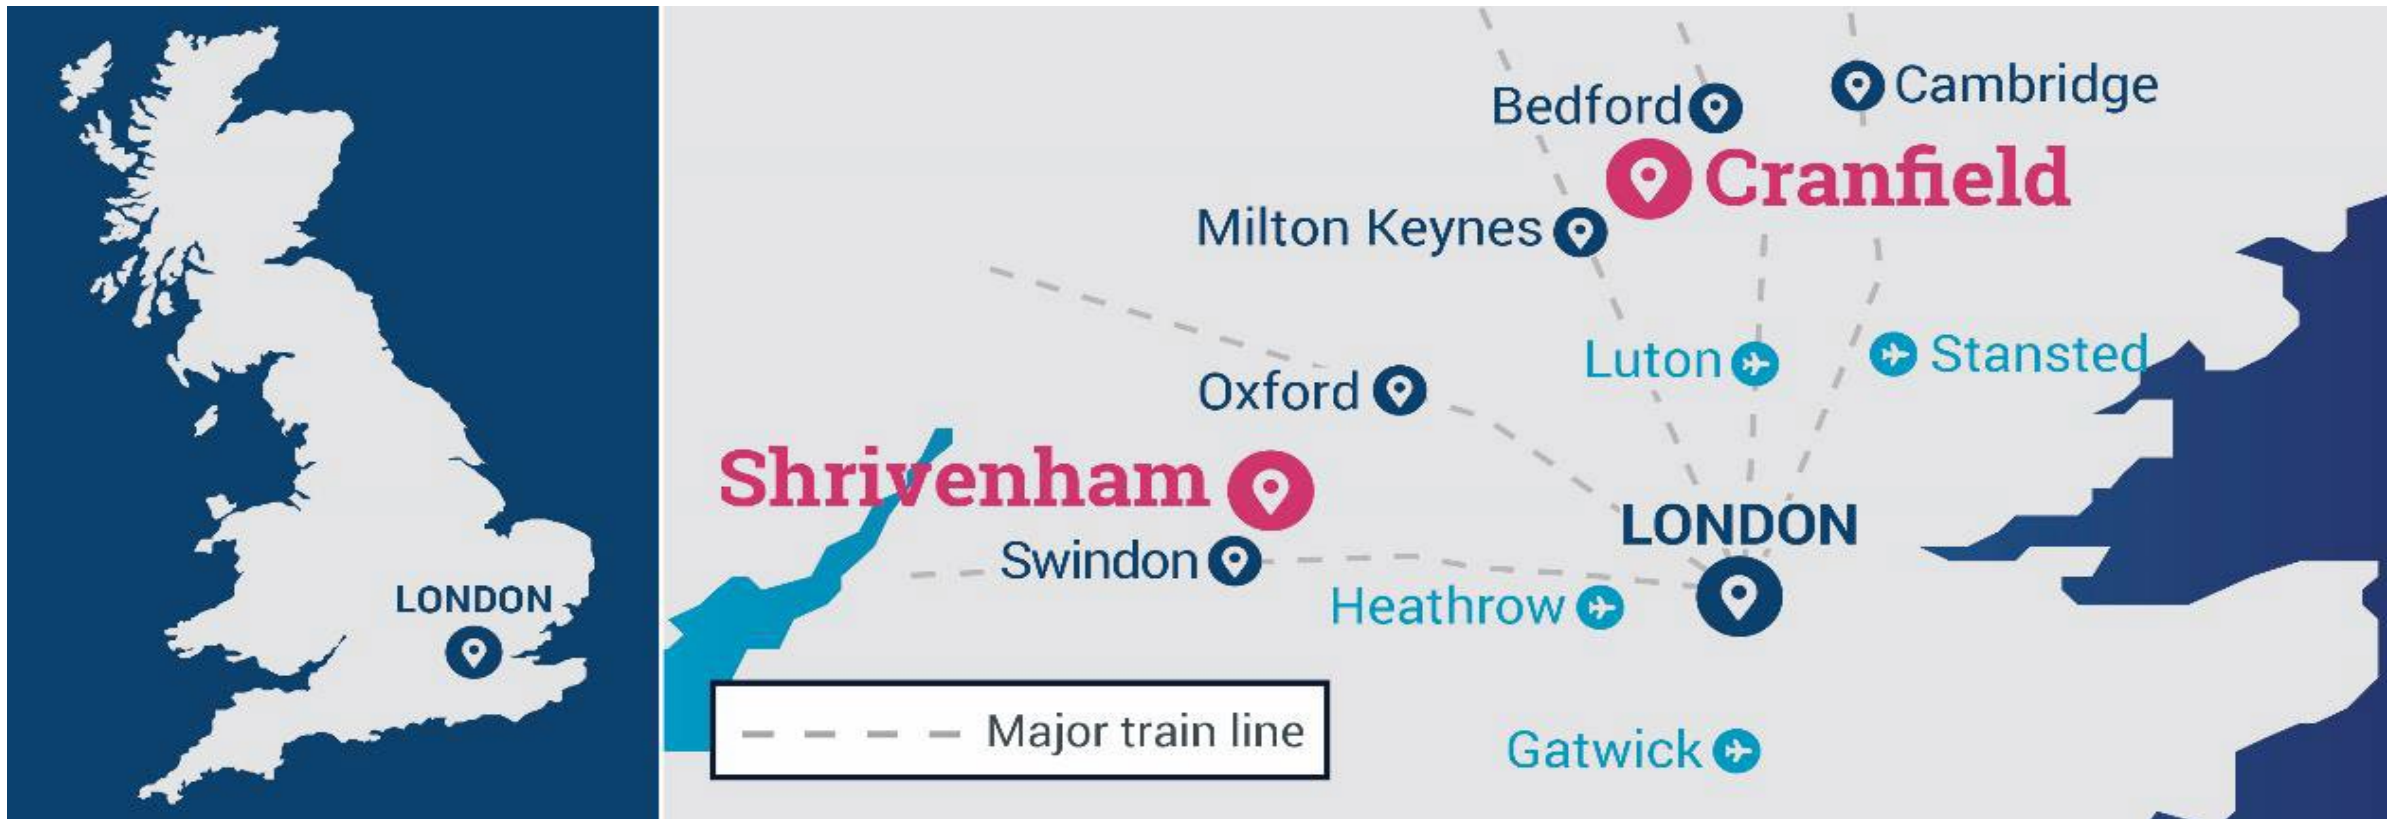 LONDON
Bedford
Cambridge
Cranfield
Milton Keynes
Luton
Stansted
Oxford
Shrivenham
LONDON
Swindon
Heathrow
Major train line
Gatwick